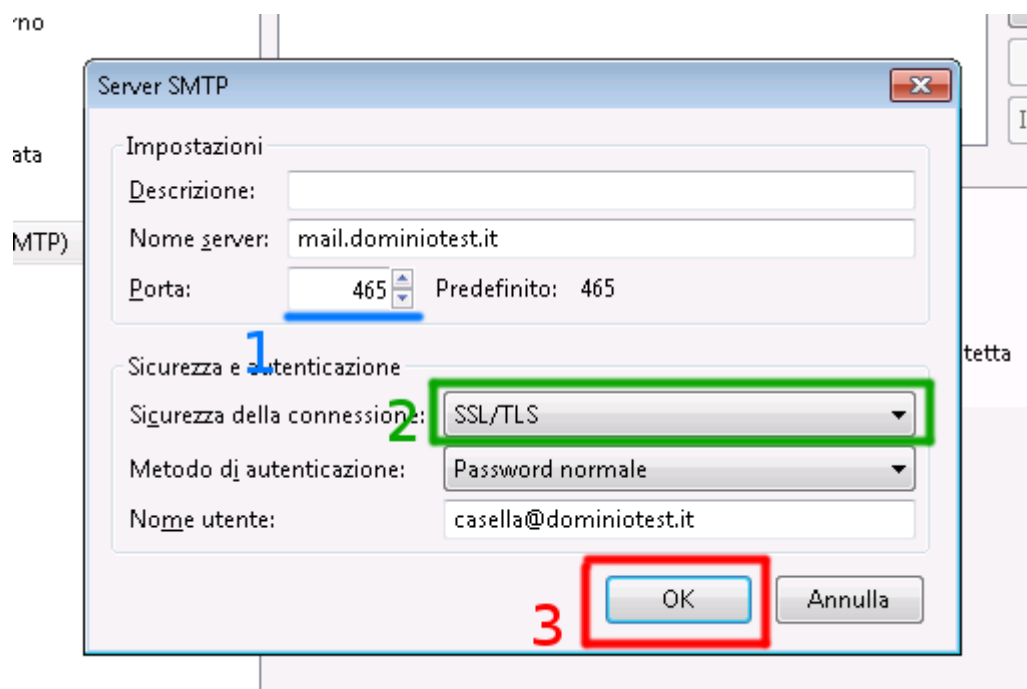 rno
Server SMTP
Impostazioni
ata
Descrizione:
Nome server: mail.dominiotest.it
MTP)
Porta: 465 Predefinito: 465
1
tetta
Sicurezza e autenticazione
Sicurezza della connessione: SSL/TLS
2
Metodo di autenticazione: Password normale
Nome utente: casella@dominiotest.it
OK Annulla
3